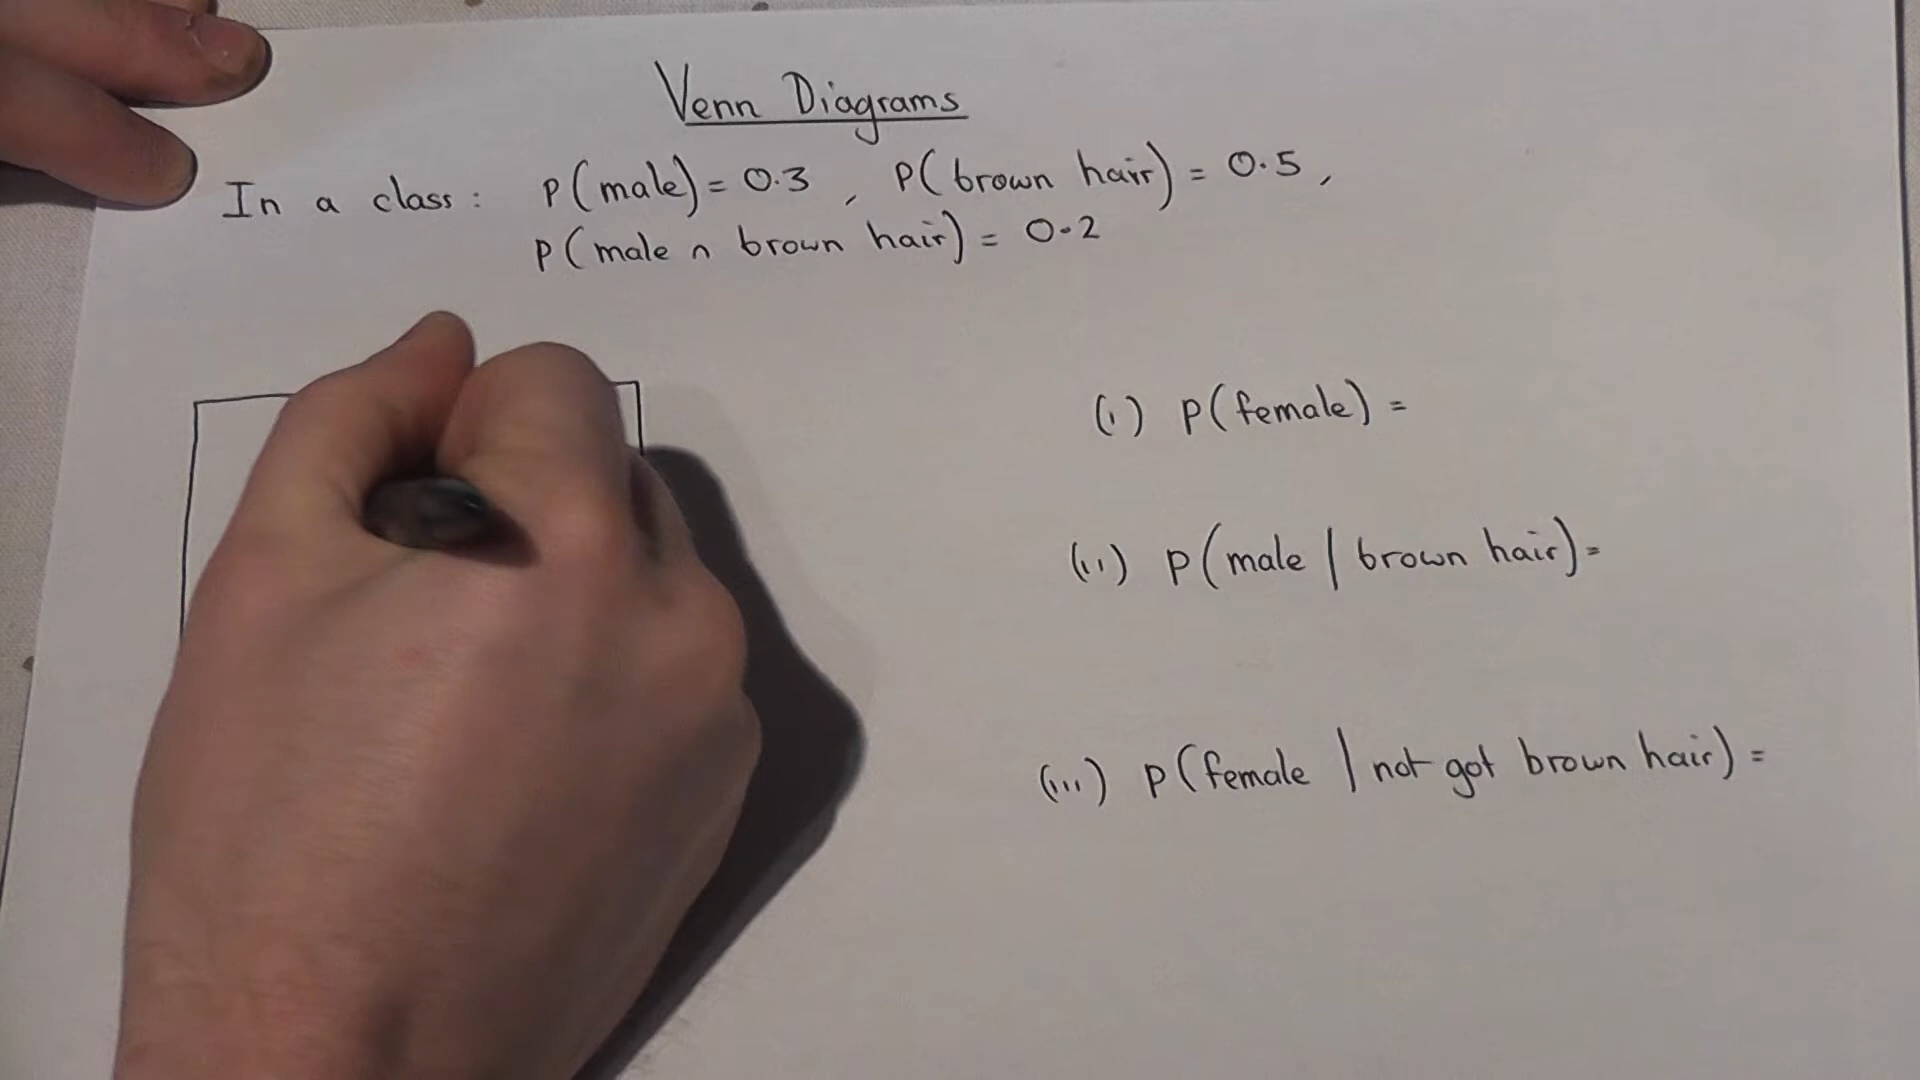 Venn Diagrams
In a class: P(male) = 0.3, P(brown hair) = 0.5,
P(male ∩ brown hair) = 0.2
(i) P(female) =
(ii) P(male | brown hair) =
(iii) P(female | not got brown hair) =